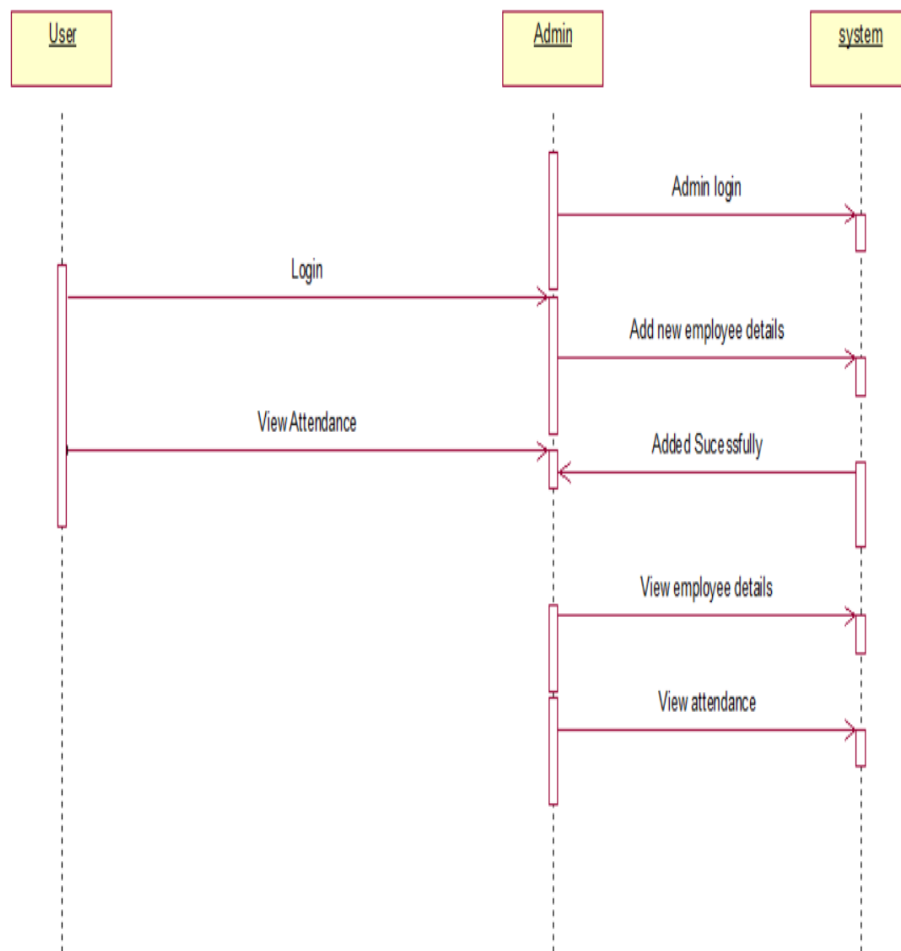 User
Admin
system
Admin login
Login
Add new employee details
View Attendance
Added Sucessfully
View employee details
View attendance